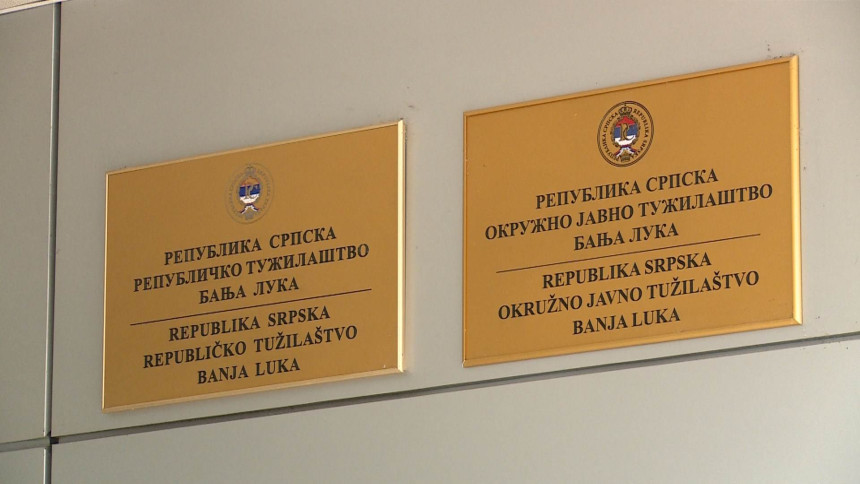 РЕПУБЛИКА СРПСКА
РЕПУБЛИЧКО ТУЖИЛАШТВО
БАЊА ЛУКА
REPUBLIKA SRPSKA
REPUBLIČKO TUŽILAŠTVO
BANJA LUKA
РЕПУБЛИКА СРПСКА
ОКРУЖНО ЈАВНО ТУЖИЛАШТВО
БАЊА ЛУКА
REPUBLIKA SRPSKA
OKRUŽNO JAVNO TUŽILAŠTVO
BANJA LUKA